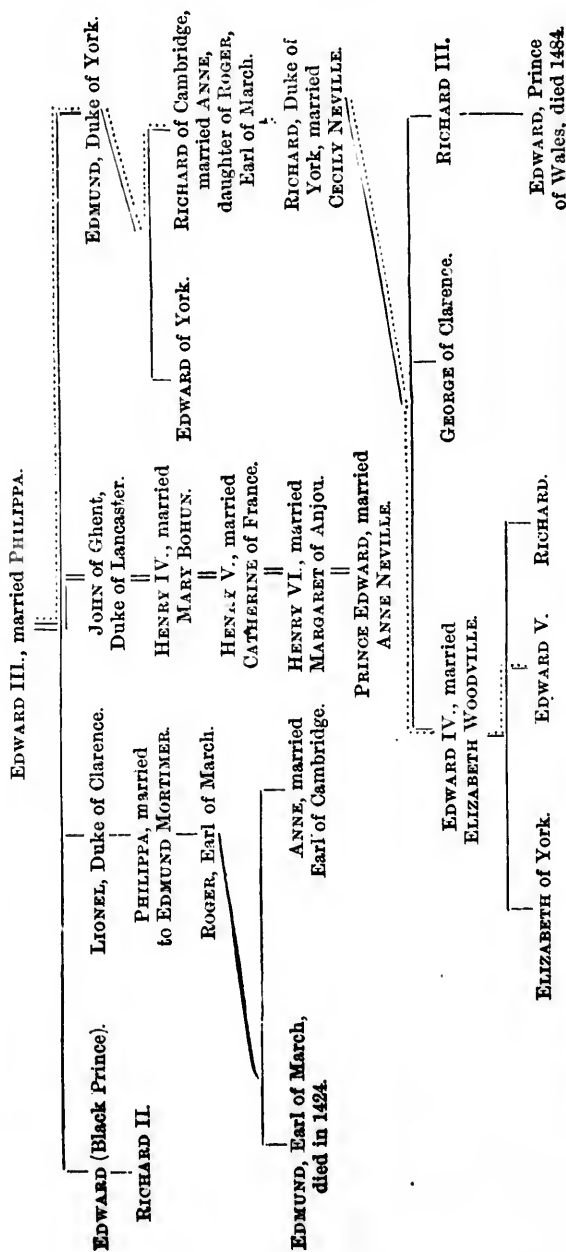 EDWARD III., married PHILIPPA.
EDWARD (Black Prince).
RICHARD II.
LIONEL, Duke of Clarence.
PHILIPPA, married
to EDMUND MORTIMER.
ROGER, Earl of March.
EDMUND, Earl of March,
died in 1424.
ANNE, married
Earl of Cambridge.
JOHN of Ghent,
Duke of Lancaster.
HENRY IV., married
MARY BOHUN.
HENRY V., married
CATHERINE of France.
HENRY VI., married
MARGARET of Anjou.
PRINCE EDWARD, married
ANNE NEVILLE.
EDMUND, Duke of York.
EDWARD of York.
RICHARD of Cambridge,
married ANNE,
daughter of ROGER,
Earl of March.
RICHARD, Duke of
York, married
CECILY NEVILLE.
EDWARD IV., married
ELIZABETH WOODVILLE.
GEORGE of Clarence.
RICHARD III.
ELIZABETH of York.
EDWARD V.
RICHARD.
EDWARD, Prince
of Wales, died 1484.